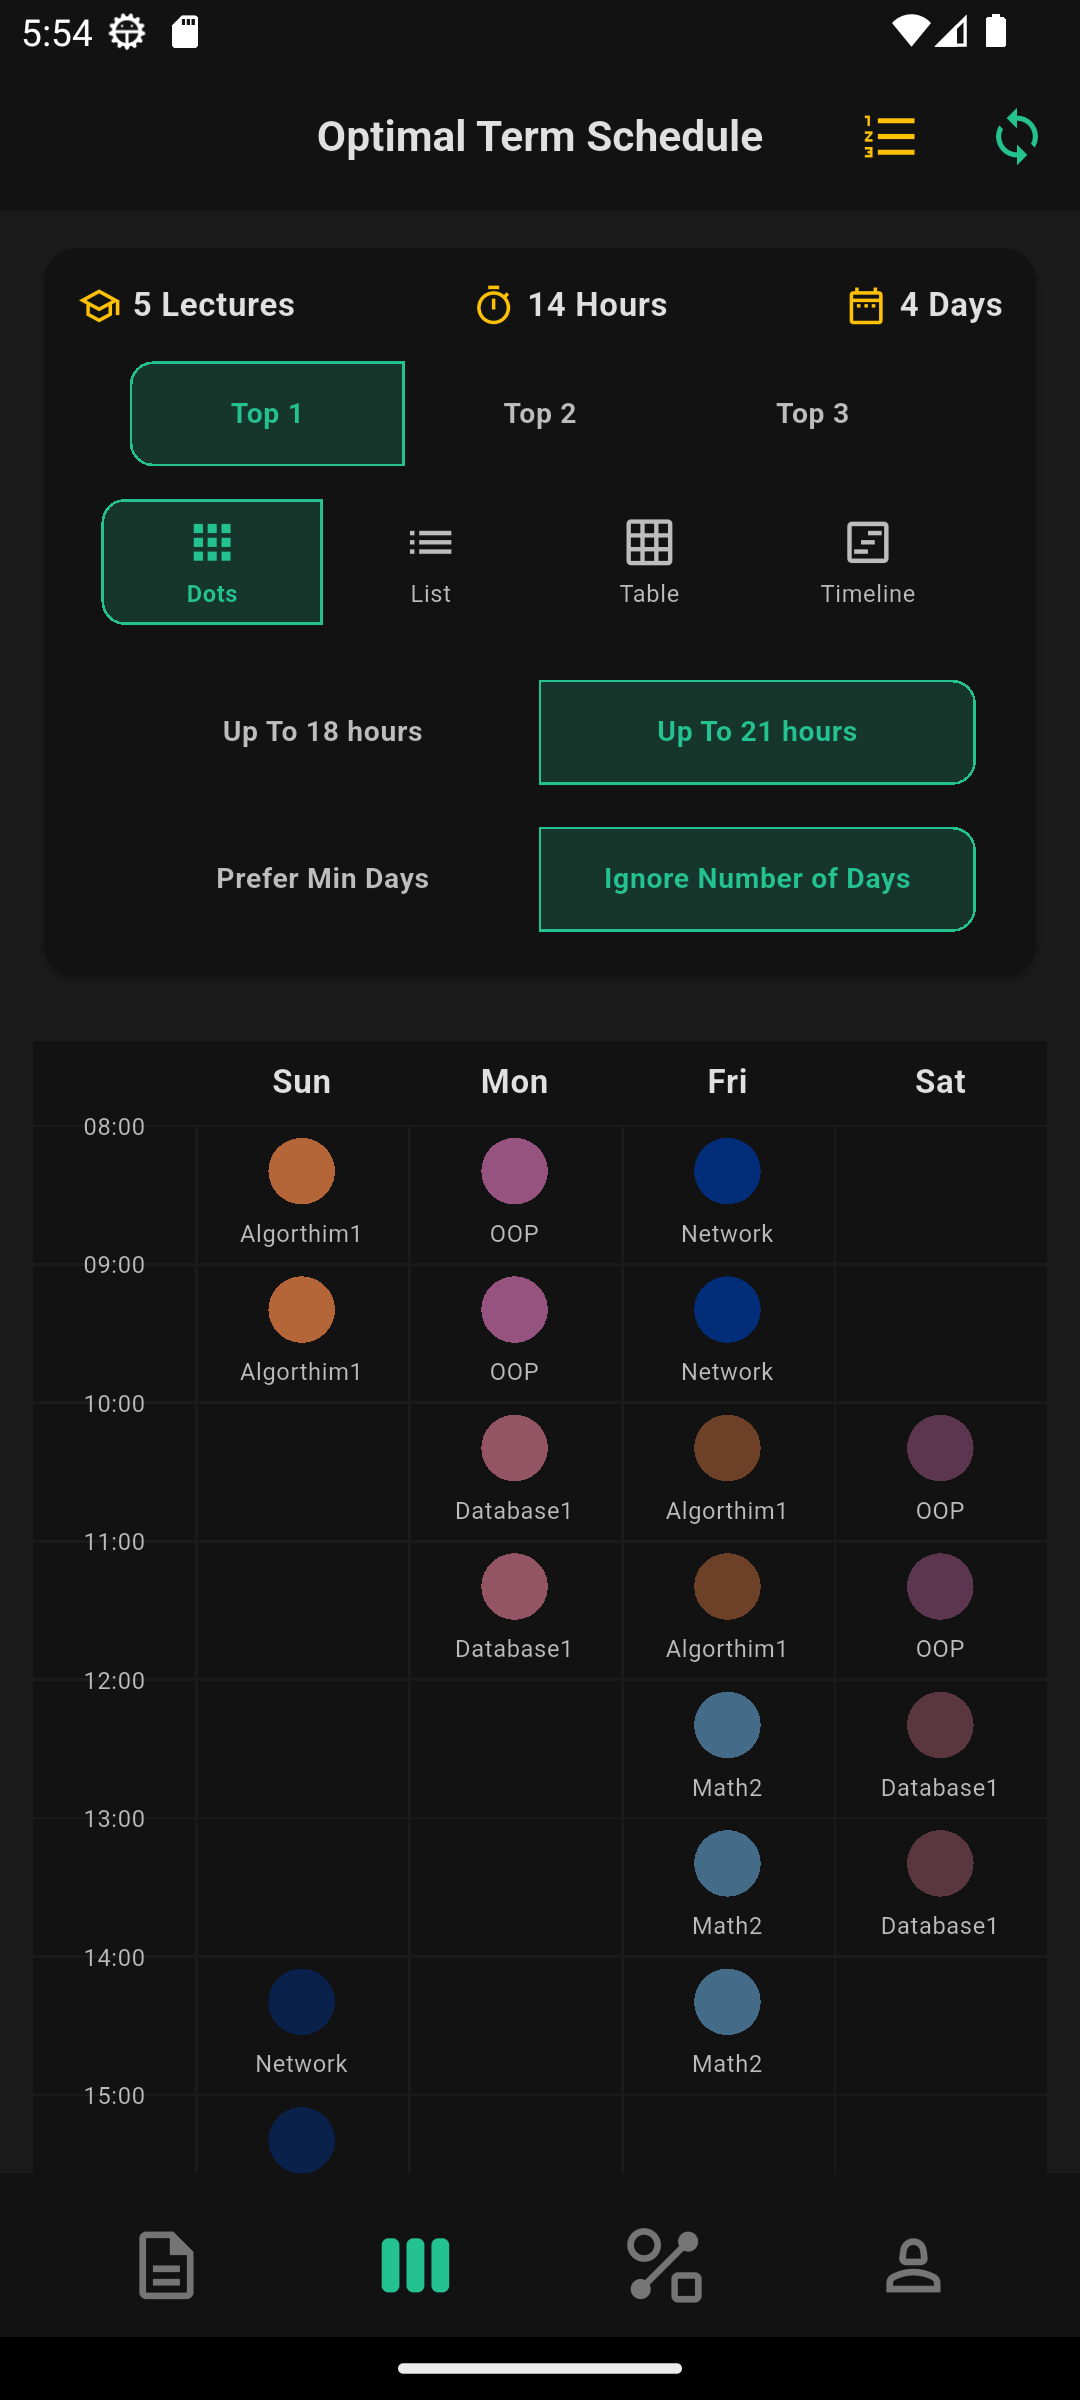 5:54
Optimal Term Schedule
5 Lectures 14 Hours 4 Days
Top 1 Top 2 Top 3
Dots List Table Timeline
Up To 18 hours Up To 21 hours
Prefer Min Days Ignore Number of Days
Sun Mon Fri Sat
08:00
Algorthim1 OOP Network
09:00
Algorthim1 OOP Network
10:00
Database1 Algorthim1 OOP
11:00
Database1 Algorthim1 OOP
12:00
Math2 Database1
13:00
Math2 Database1
14:00
Network Math2
15:00